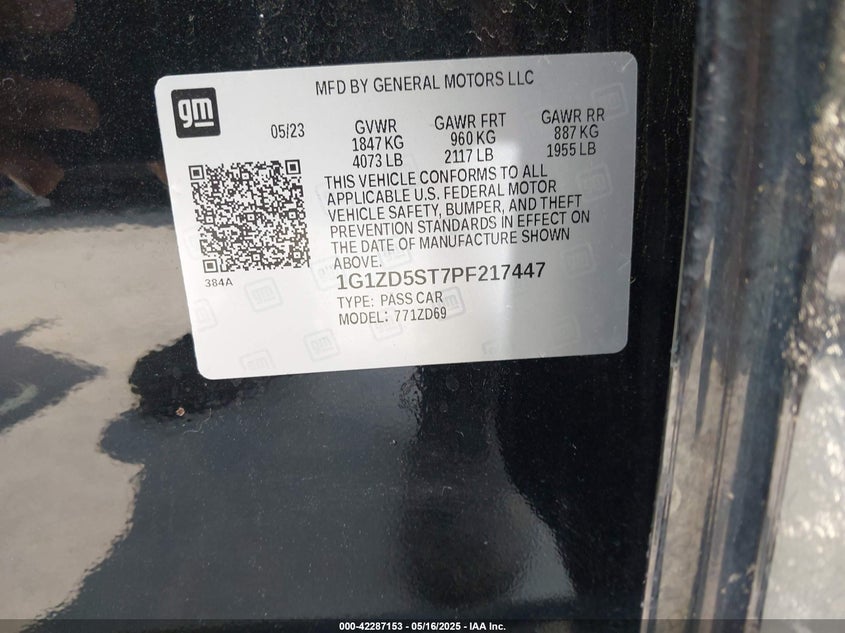 gm
MFD BY GENERAL MOTORS LLC
05/23
GVWR GAWR FRT GAWR RR
1847 KG 960 KG 887 KG
4073 LB 2117 LB 1955 LB
THIS VEHICLE CONFORMS TO ALL
APPLICABLE U.S. FEDERAL MOTOR
VEHICLE SAFETY, BUMPER, AND THEFT
PREVENTION STANDARDS IN EFFECT ON
THE DATE OF MANUFACTURE SHOWN
ABOVE.
384A
1G1ZD5ST7PF217447
TYPE: PASS CAR
MODEL: 771ZD69
000-42287153 - 05/16/2025 - IAA Inc.